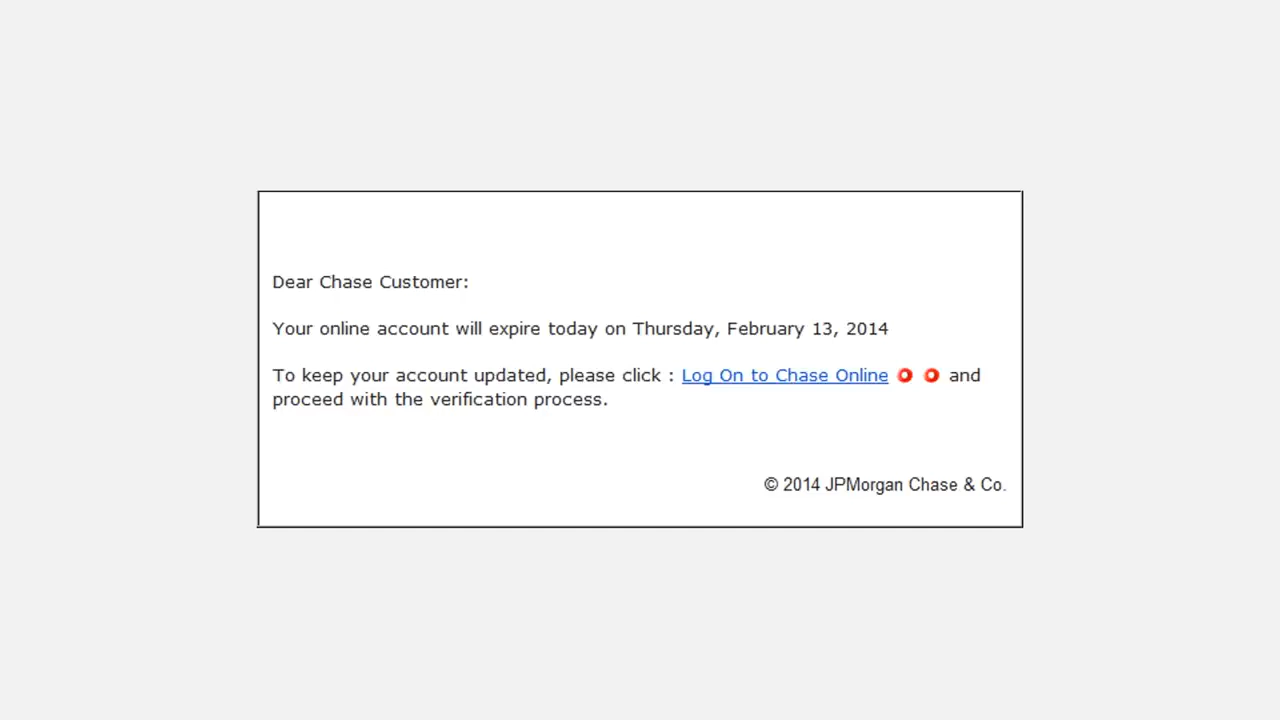 Dear Chase Customer:
Your online account will expire today on Thursday, February 13, 2014
To keep your account updated, please click : Log On to Chase Online and
proceed with the verification process.
© 2014 JPMorgan Chase & Co.